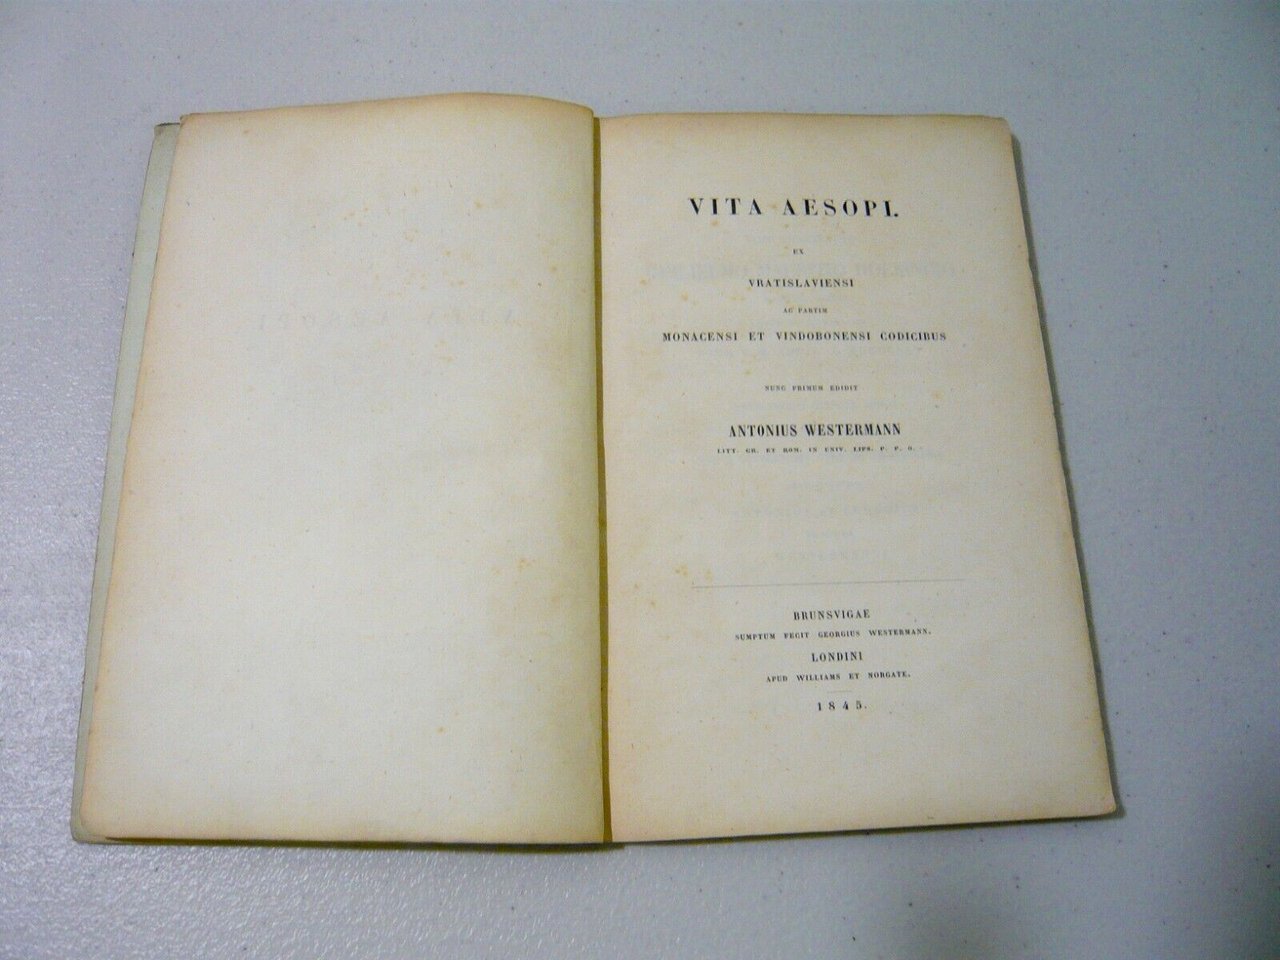 VITA AESOPI.
EX
VRATISLAVIENSI
AC PARTIM
MONACENSI ET VINDOBONENSI CODICIBUS
NUNC PRIMUM EDIDIT
ANTONIUS WESTERMANN
LITT. GR. ET ROM. IN UNIV. LIPS. P. P. O.
BRUNSVIGAE
SUMPTUM FECIT GEORGIUS WESTERMANN.
LONDINI
APUD WILLIAMS ET NORGATE.
1845.